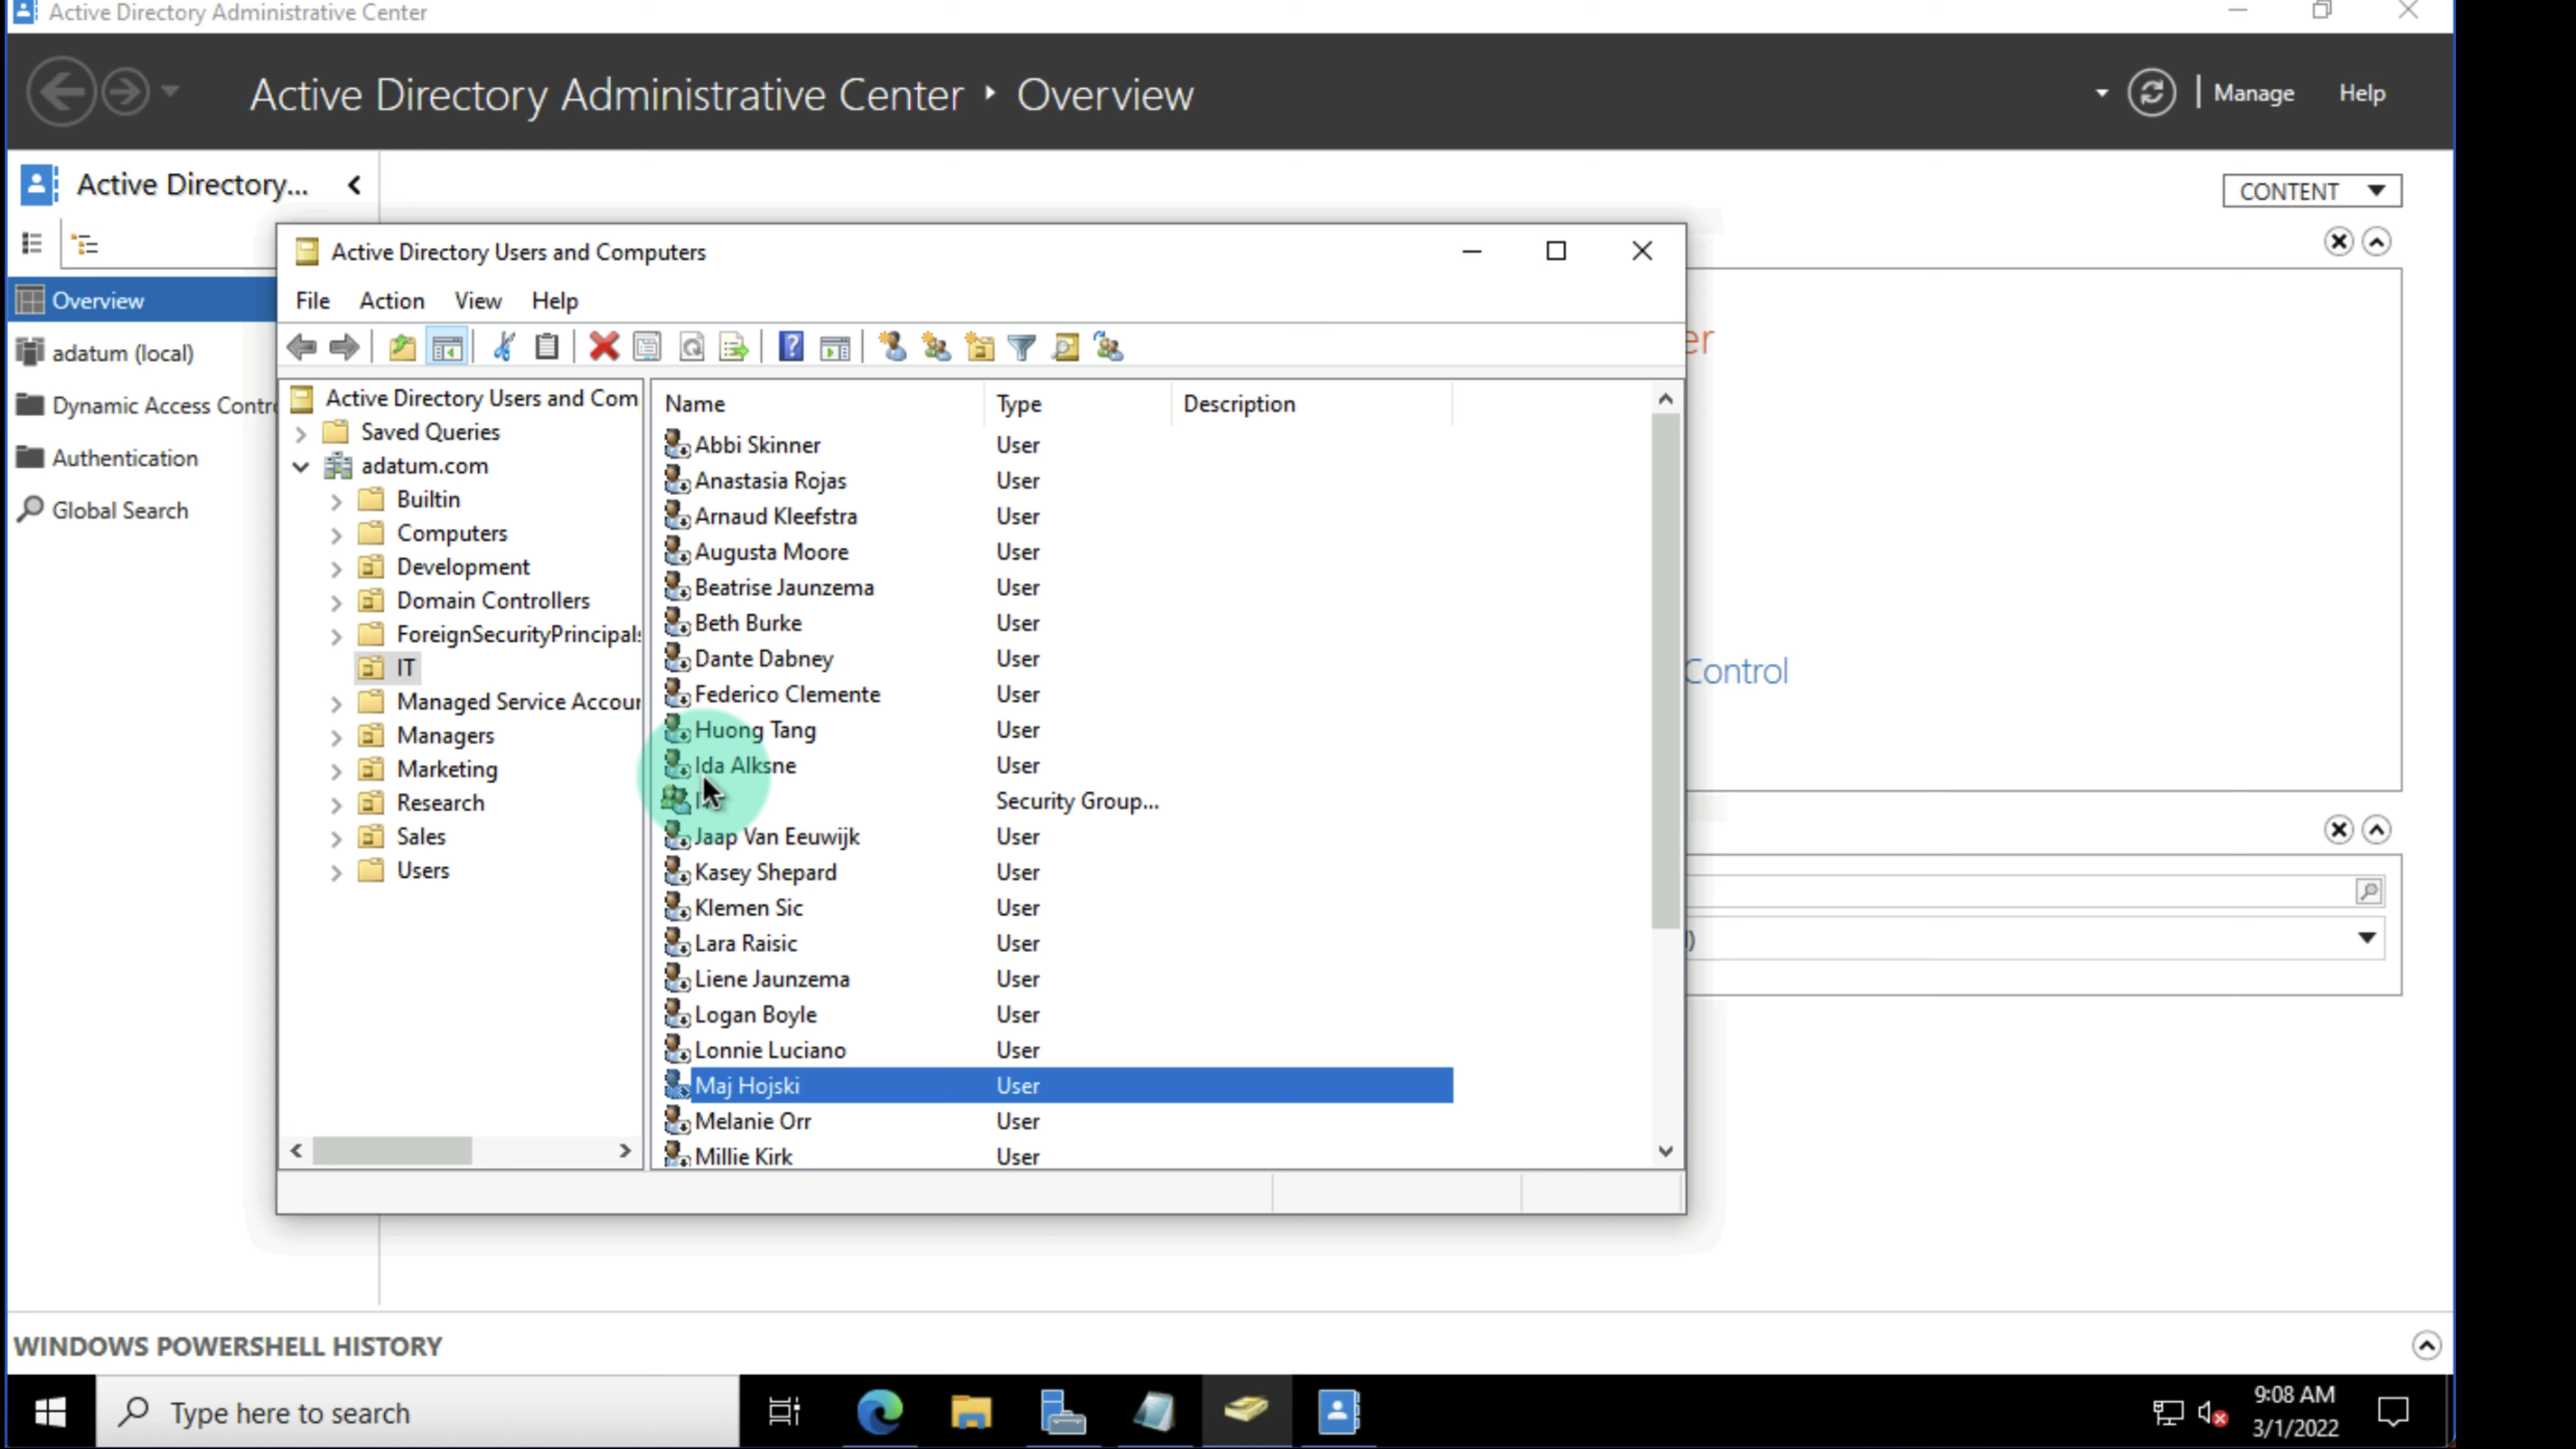 Active Directory Administrative Center
Active Directory Administrative Center Overview
Manage Help
Active Directory...
CONTENT
Overview
adatum (local)
Dynamic Access
Authentication
Global Search
Active Directory Users and Computers
File Action View Help
Active Directory Users and Com
Saved Queries
adatum.com
Builtin
Computers
Development
Domain Controllers
IT
Managed Service
Managers
Marketing
Research
Sales
Users
Name Type Description
Abbi Skinner User
Anastasia Rojas User
Arnaud Kleefstra User
Augusta Moore User
Beatrise Jaunzema User
Beth Burke User
Dante Dabney User
Federico Clemente User
Huong Tang User
Ida Alksne User
Security Group...
Jaap Van Eeuwijk User
Kasey Shepard User
Klemen Sic User
Lara Raisic User
Liene Jaunzema User
Logan Boyle User
Lonnie Luciano User
Maj Hojski User
Melanie Orr User
Millie Kirk User
er
Control
WINDOWS POWERSHELL HISTORY
Type here to search
9:08 AM
3/1/2022